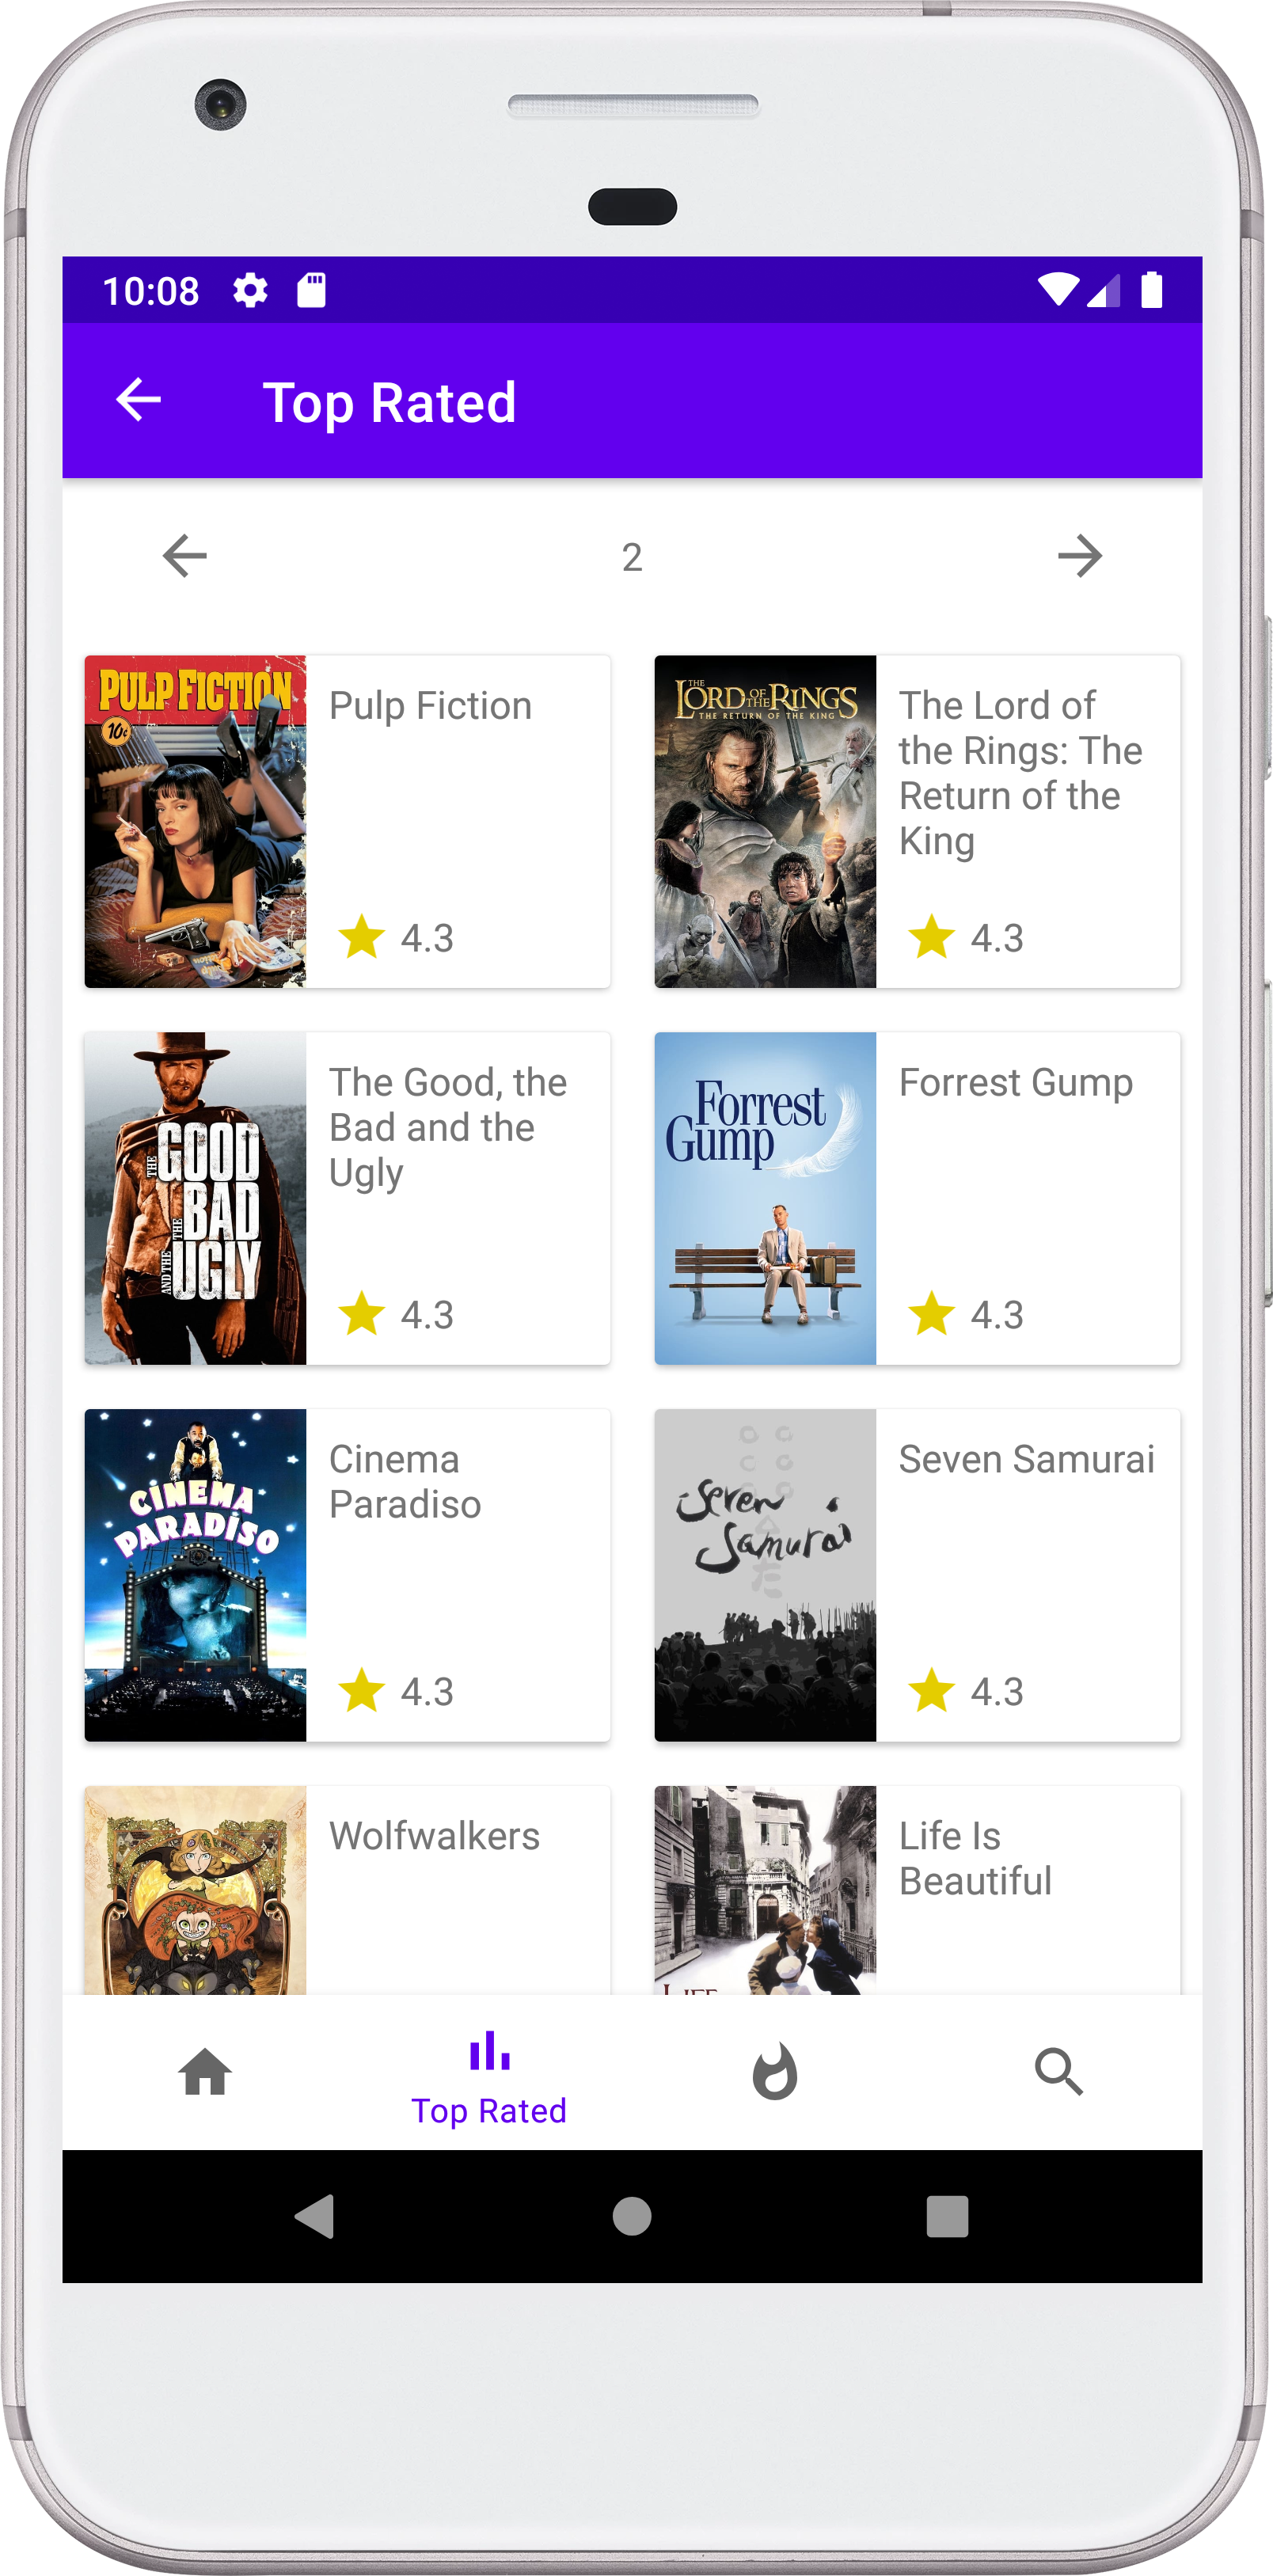 10:08
Top Rated
2
PULP FICTION
10¢
Pulp Fiction
4.3
THE
LORD OF THE RINGS
THE RETURN OF THE KING
The Lord of
the Rings: The
Return of the
King
4.3
THE GOOD
THE BAD
AND THE UGLY
The Good, the
Bad and the
Ugly
4.3
Forrest
Gump
Forrest Gump
4.3
CINEMA
PARADISO
Cinema
Paradiso
4.3
Seven
Samurai
Seven Samurai
4.3
Wolfwalkers
LIFE
Life Is
Beautiful
Top Rated